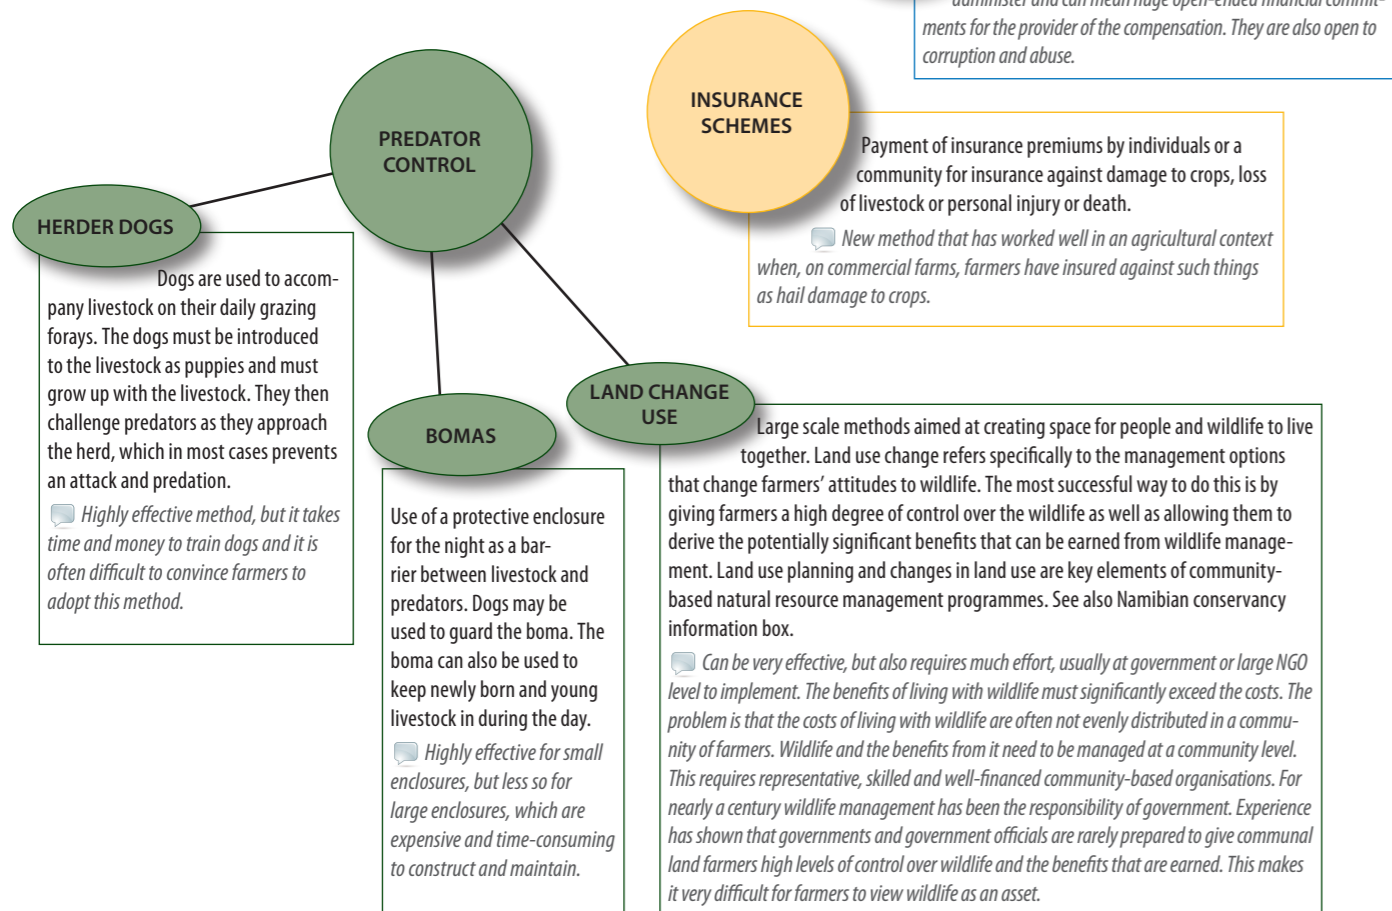 administer and can mean huge open-ended financial commit-
ments for the provider of the compensation. They are also open to
corruption and abuse.
INSURANCE
SCHEMES
Payment of insurance premiums by individuals or a
community for insurance against damage to crops, loss
of livestock or personal injury or death.
New method that has worked well in an agricultural context
when, on commercial farms, farmers have insured against such things
as hail damage to crops.
PREDATOR
CONTROL
HERDER DOGS
Dogs are used to accom-
pany livestock on their daily grazing
forays. The dogs must be introduced
to the livestock as puppies and must
grow up with the livestock. They then
challenge predators as they approach
the herd, which in most cases prevents
an attack and predation.
Highly effective method, but it takes
time and money to train dogs and it is
often difficult to convince farmers to
adopt this method.
BOMAS
Use of a protective enclosure
for the night as a bar-
rier between livestock and
predators. Dogs may be
used to guard the boma. The
boma can also be used to
keep newly born and young
livestock in during the day.
Highly effective for small
enclosures, but less so for
large enclosures, which are
expensive and time-consuming
to construct and maintain.
LAND CHANGE
USE
Large scale methods aimed at creating space for people and wildlife to live
together. Land use change refers specifically to the management options
that change farmers' attitudes to wildlife. The most successful way to do this is by
giving farmers a high degree of control over the wildlife as well as allowing them to
derive the potentially significant benefits that can be earned from wildlife manage-
ment. Land use planning and changes in land use are key elements of community-
based natural resource management programmes. See also Namibian conservancy
information box.
Can be very effective, but also requires much effort, usually at government or large NGO
level to implement. The benefits of living with wildlife must significantly exceed the costs. The
problem is that the costs of living with wildlife are often not evenly distributed in a commu-
nity of farmers. Wildlife and the benefits from it need to be managed at a community level.
This requires representative, skilled and well-financed community-based organisations. For
nearly a century wildlife management has been the responsibility of government. Experience
has shown that governments and government officials are rarely prepared to give communal
land farmers high levels of control over wildlife and the benefits that are earned. This makes
it very difficult for farmers to view wildlife as an asset.